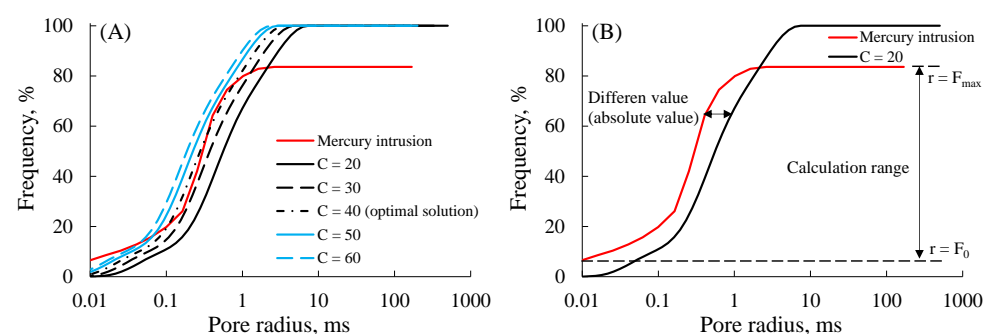 (A)
100
80
60
40
20
0
Frequency, %
Mercury intrusion
C = 20
C = 30
C = 40 (optimal solution)
C = 50
C = 60
0.01 0.1 1 10 100 1000
Pore radius, ms
(B)
100
80
60
40
20
0
Frequency, %
Mercury intrusion
C = 20
r = Fmax
Differen value
(absolute value)
Calculation range
r = F0
0.01 0.1 1 10 100 1000
Pore radius, ms